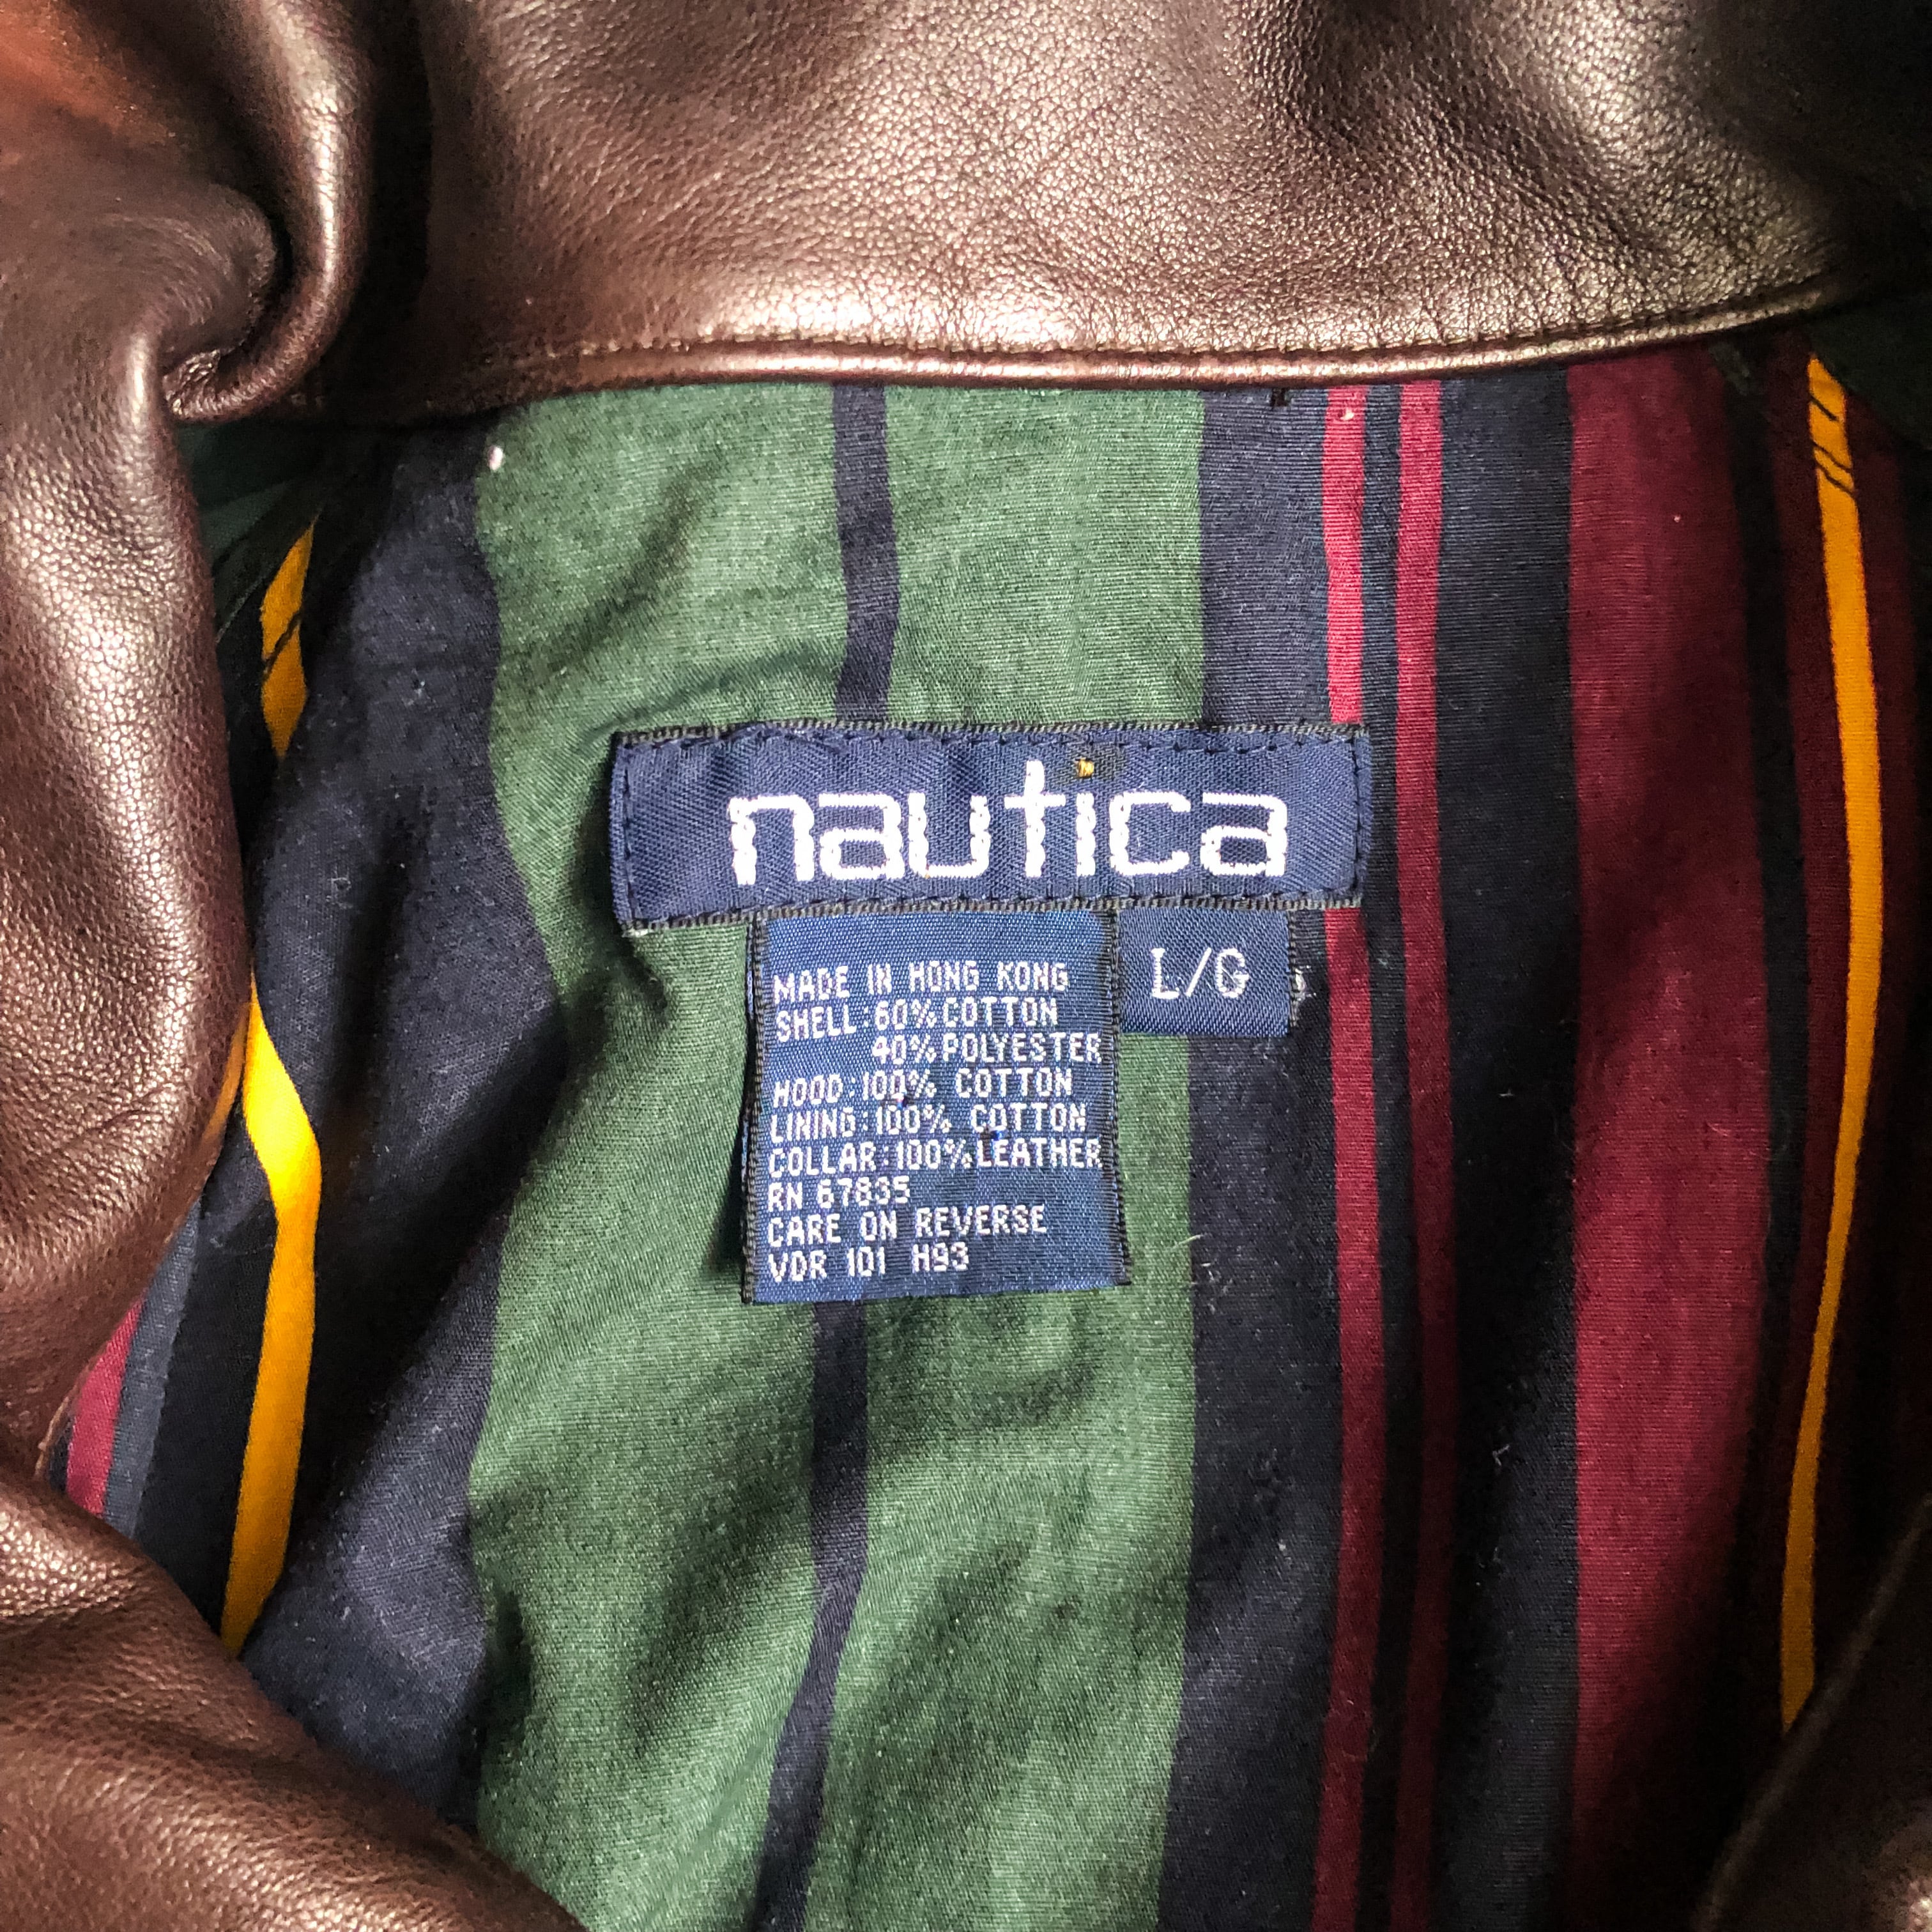 nautica
L/G
MADE IN HONG KONG
SHELL:60% COTTON
40% POLYESTER
HOOD:100% COTTON
LINING:100% COTTON
COLLAR:100% LEATHER
RN 67835
CARE ON REVERSE
VDR 101 H93